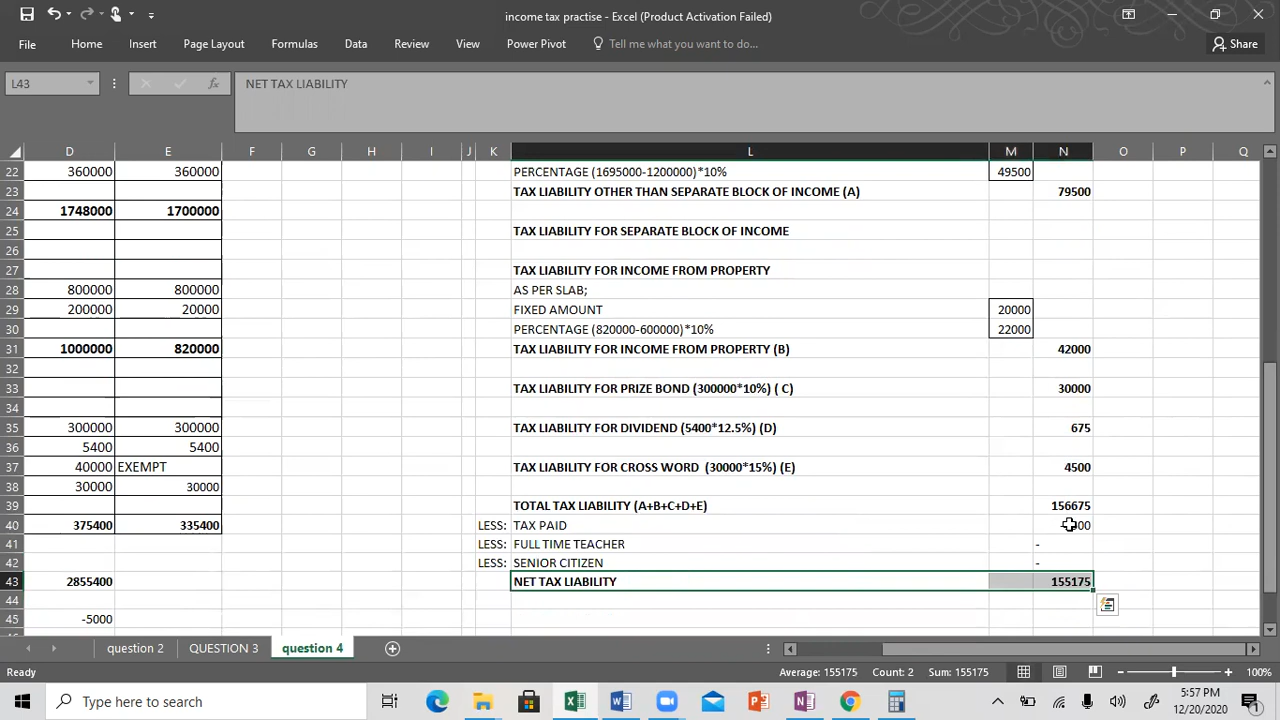 income tax practise - Excel (Product Activation Failed)
File Home Insert Page Layout Formulas Data Review View Power Pivot Tell me what you want to do... Share
L43 fx NET TAX LIABILITY
D E F G H I J K L M N O P Q
22 360000 360000 PERCENTAGE (1695000-1200000)*10% 49500
23 TAX LIABILITY OTHER THAN SEPARATE BLOCK OF INCOME (A) 79500
24 1748000 1700000
25 TAX LIABILITY FOR SEPARATE BLOCK OF INCOME
26
27 TAX LIABILITY FOR INCOME FROM PROPERTY
28 800000 800000 AS PER SLAB;
29 200000 20000 FIXED AMOUNT 20000
30 PERCENTAGE (820000-600000)*10% 22000
31 1000000 820000 TAX LIABILITY FOR INCOME FROM PROPERTY (B) 42000
32
33 TAX LIABILITY FOR PRIZE BOND (300000*10%) ( C) 30000
34
35 300000 300000 TAX LIABILITY FOR DIVIDEND (5400*12.5%) (D) 675
36 5400 5400
37 40000 EXEMPT TAX LIABILITY FOR CROSS WORD (30000*15%) (E) 4500
38 30000 30000
39 TOTAL TAX LIABILITY (A+B+C+D+E) 156675
40 375400 335400 LESS: TAX PAID
41 LESS: FULL TIME TEACHER -
42 LESS: SENIOR CITIZEN -
43 2855400 NET TAX LIABILITY 155175
44
45 -5000
question 2 QUESTION 3 question 4
Ready Average: 155175 Count: 2 Sum: 155175 100%
Type here to search
5:57 PM
12/20/2020